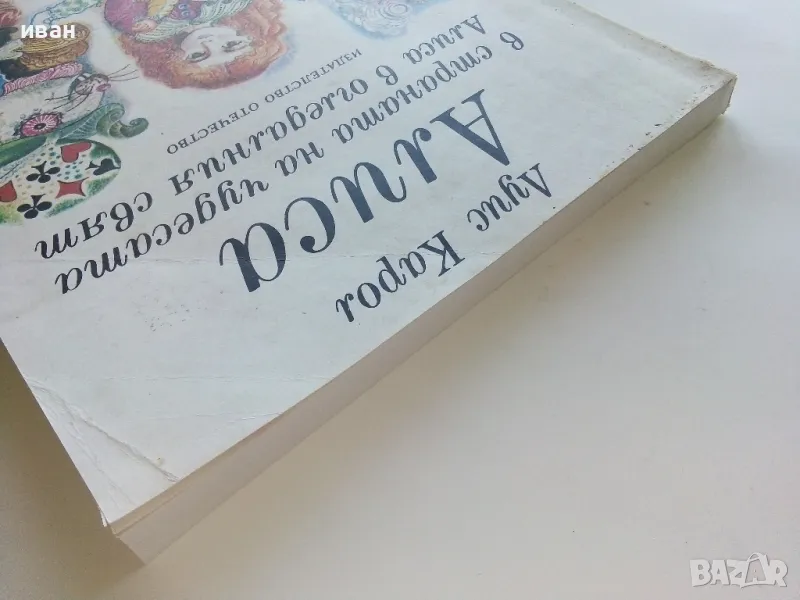 иван
Луис Карол
Алиса
в страната на чудесата
Алиса в огледалния свят
ИЗДАТЕЛСТВО ОТЕЧЕСТВО
BAZAR